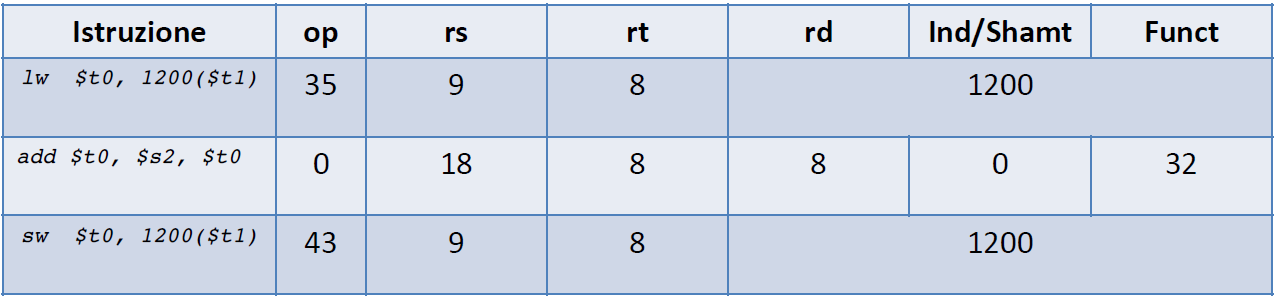 Istruzione op rs rt rd Ind/Shamt Funct
lw $t0, 1200($t1) 35 9 8 1200
add $t0, $s2, $t0 0 18 8 8 0 32
sw $t0, 1200($t1) 43 9 8 1200